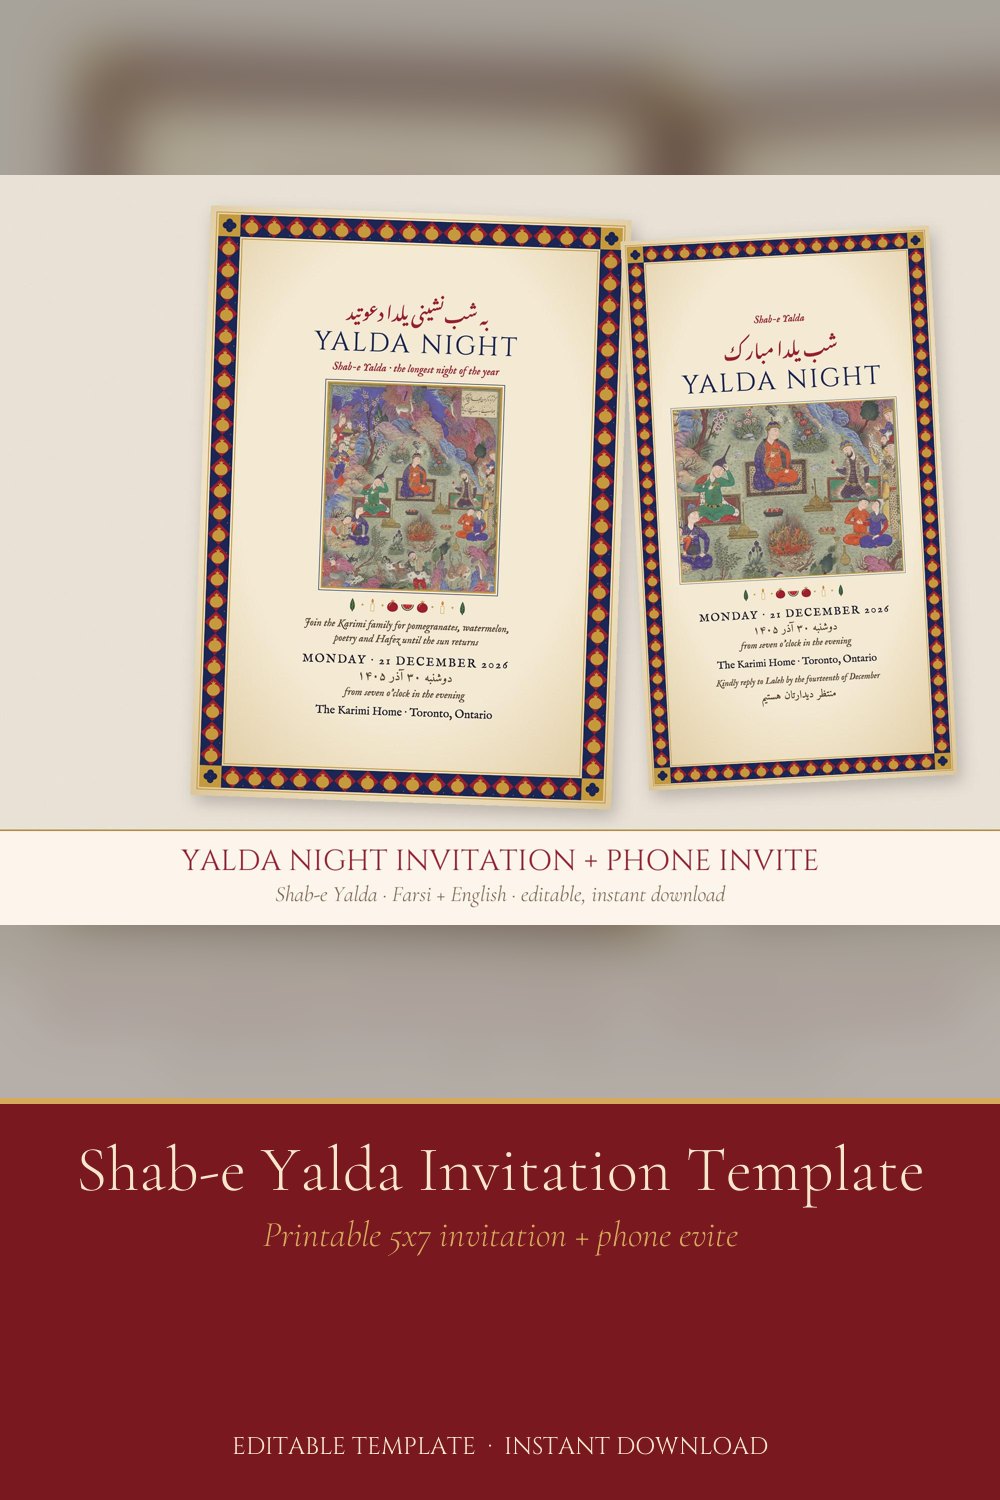 به شب نشینی یلدا دعوتید
YALDA NIGHT
Shab-e Yalda · the longest night of the year
Join the Karimi family for pomegranates, watermelon,
poetry and Hafez until the sun returns
MONDAY · 21 DECEMBER 2026
دوشنبه ۳۰ آذر ۱۴۰۵
from seven o'clock in the evening
The Karimi Home · Toronto, Ontario
Shab-e Yalda
شب یلدا مبارک
YALDA NIGHT
MONDAY · 21 DECEMBER 2026
دوشنبه ۳۰ آذر ۱۴۰۵
from seven o'clock in the evening
The Karimi Home · Toronto, Ontario
Kindly reply to Laleh by the fourteenth of December
منتظر دیدارتان هستیم
YALDA NIGHT INVITATION + PHONE INVITE
Shab-e Yalda · Farsi + English · editable, instant download
Shab-e Yalda Invitation Template
Printable 5x7 invitation + phone evite
EDITABLE TEMPLATE · INSTANT DOWNLOAD